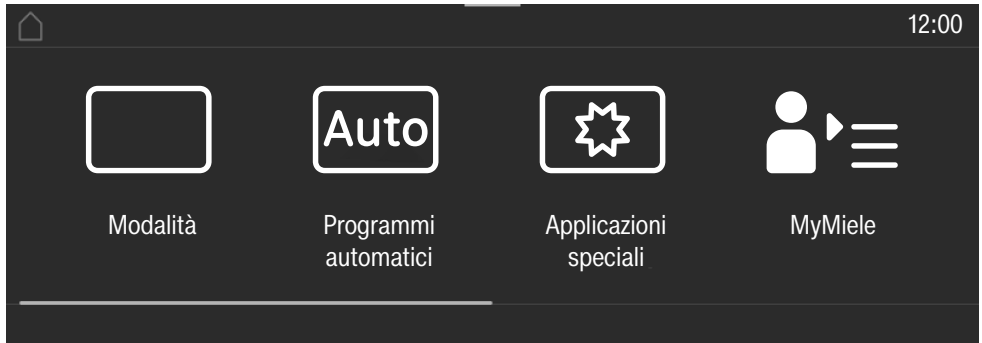 12:00
Auto
Modalità
Programmi
automatici
Applicazioni
speciali
MyMiele